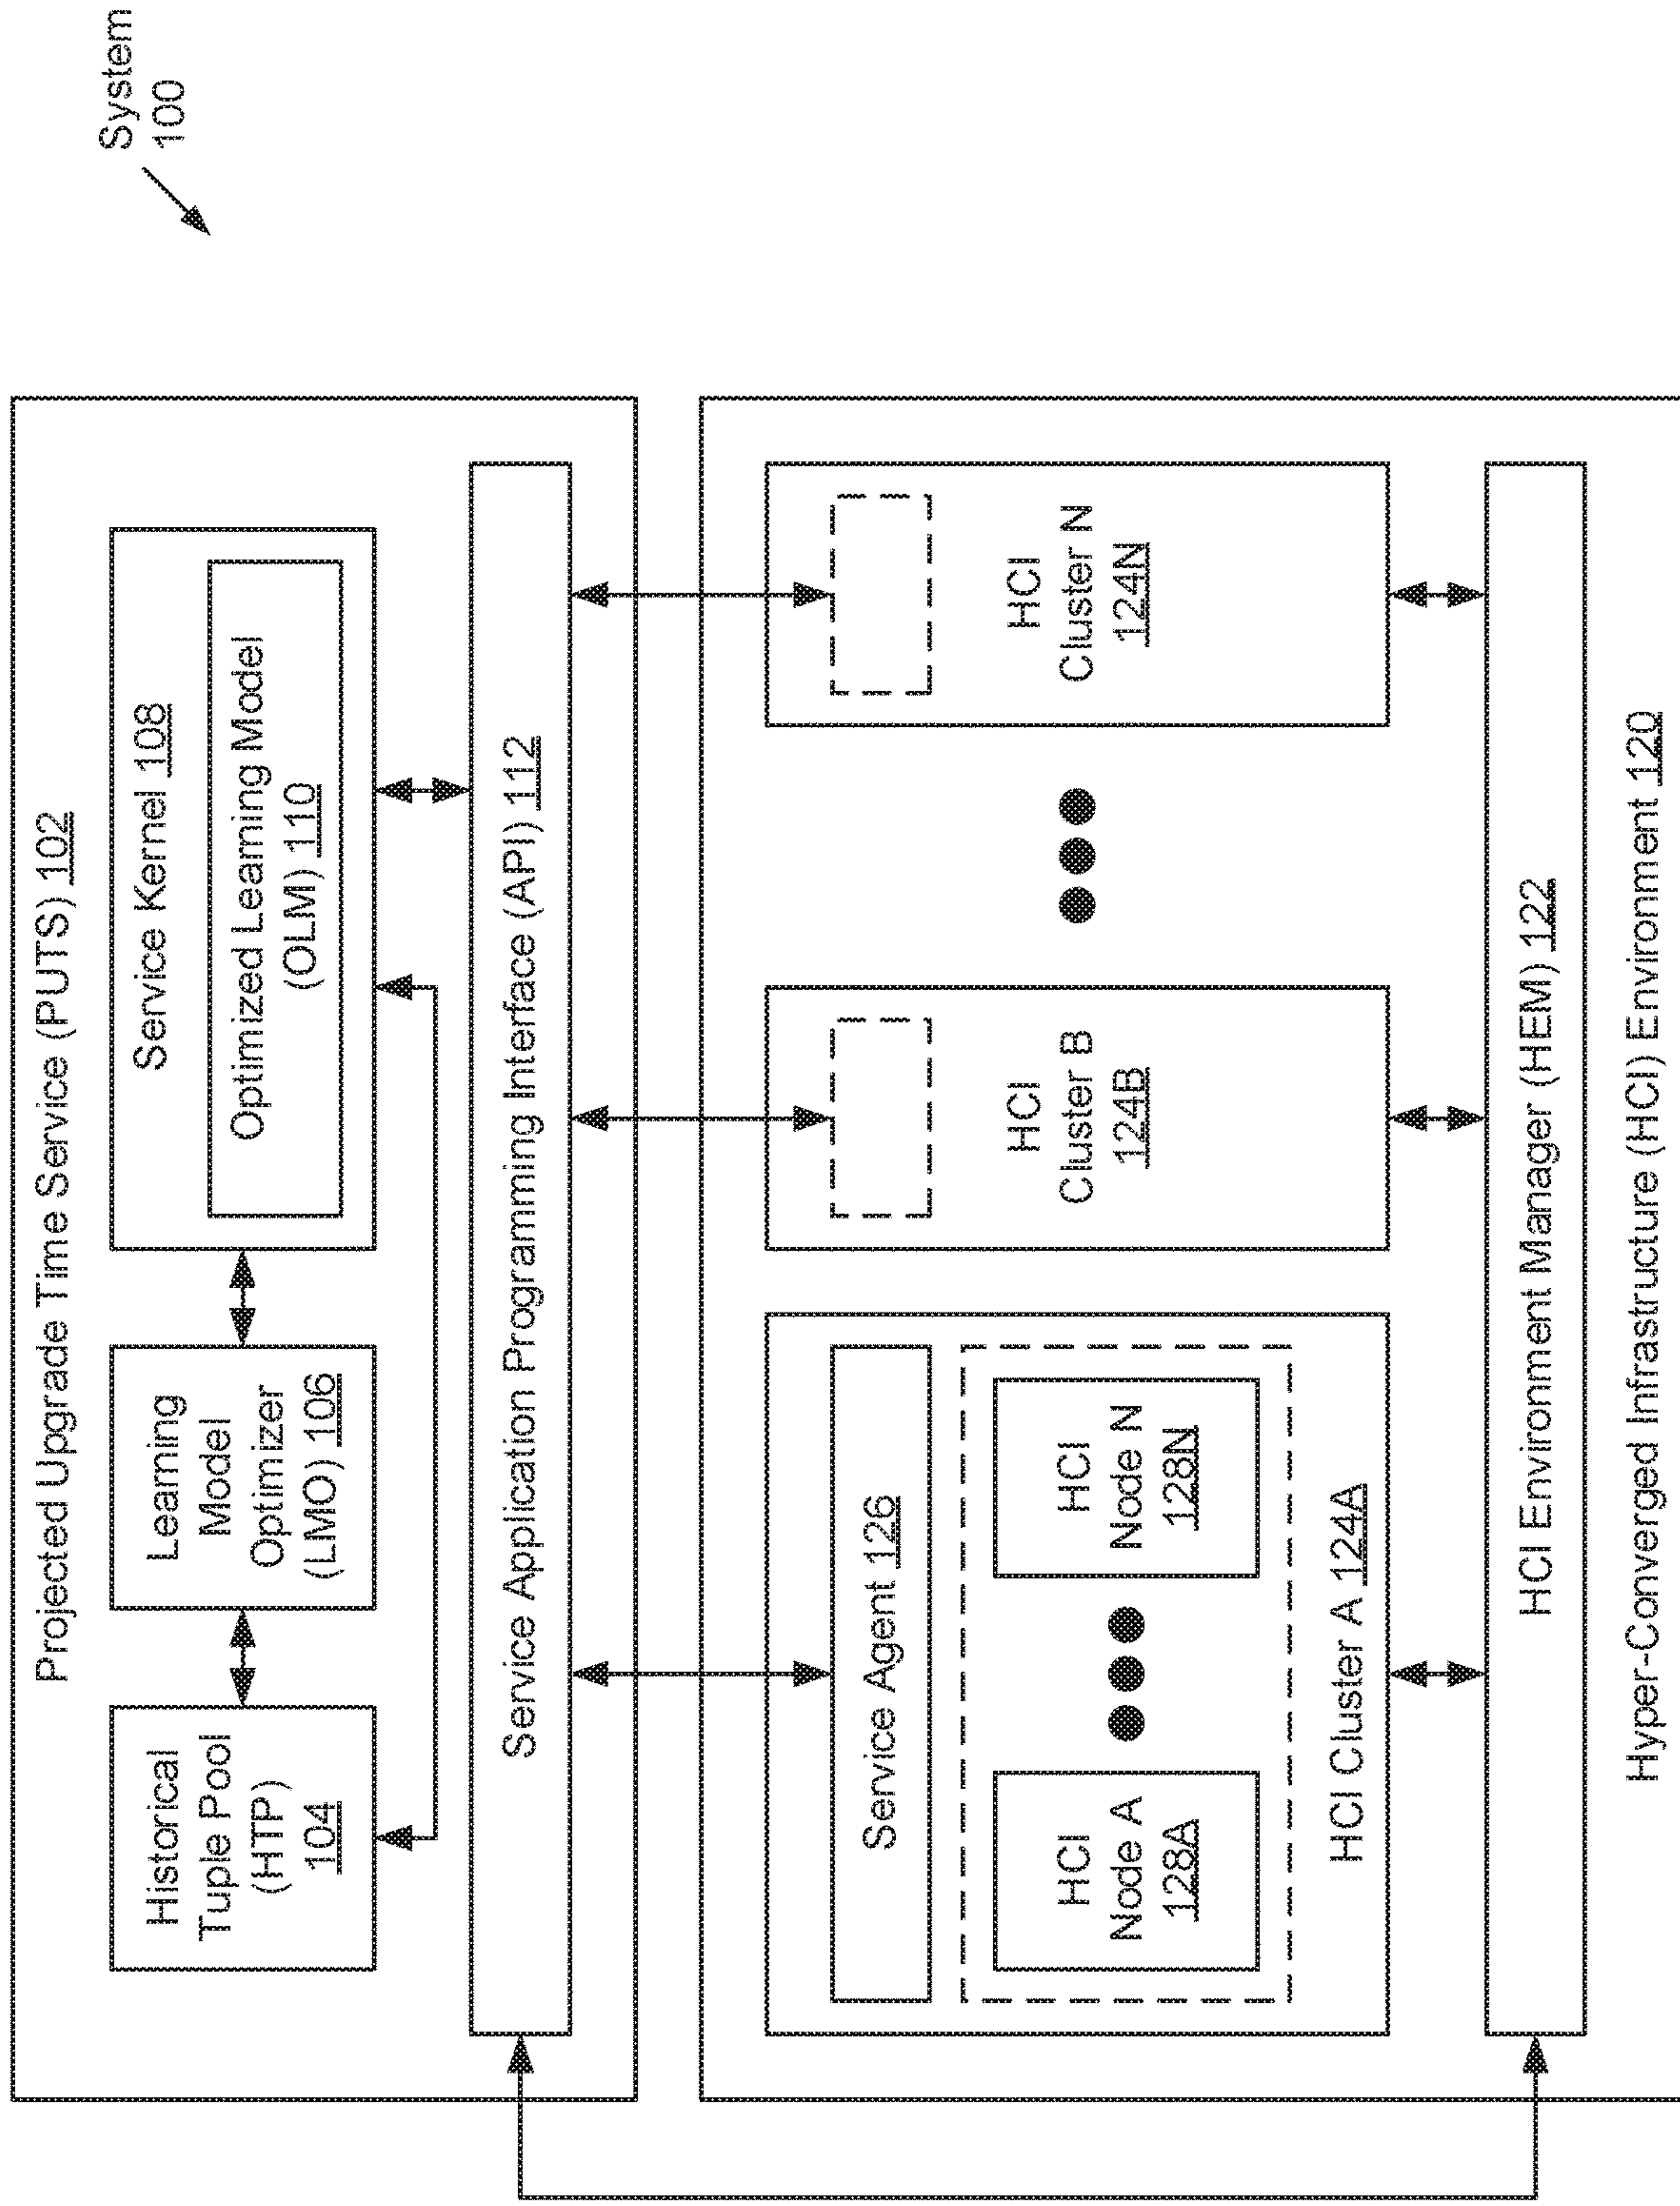 System
100
Projected Upgrade Time Service (PUTS) 102
Historical
Tuple Pool
(HTP)
104
Learning
Model
Optimizer
(LMO) 106
Service Kernel 108
Optimized Learning Model
(OLM) 110
Service Application Programming Interface (API) 112
Service Agent 126
HCI
Node A
128A
HCI
Node N
128N
HCI Cluster A 124A
HCI
Cluster B
124B
HCI
Cluster N
124N
HCI Environment Manager (HEM) 122
Hyper-Converged Infrastructure (HCI) Environment 120